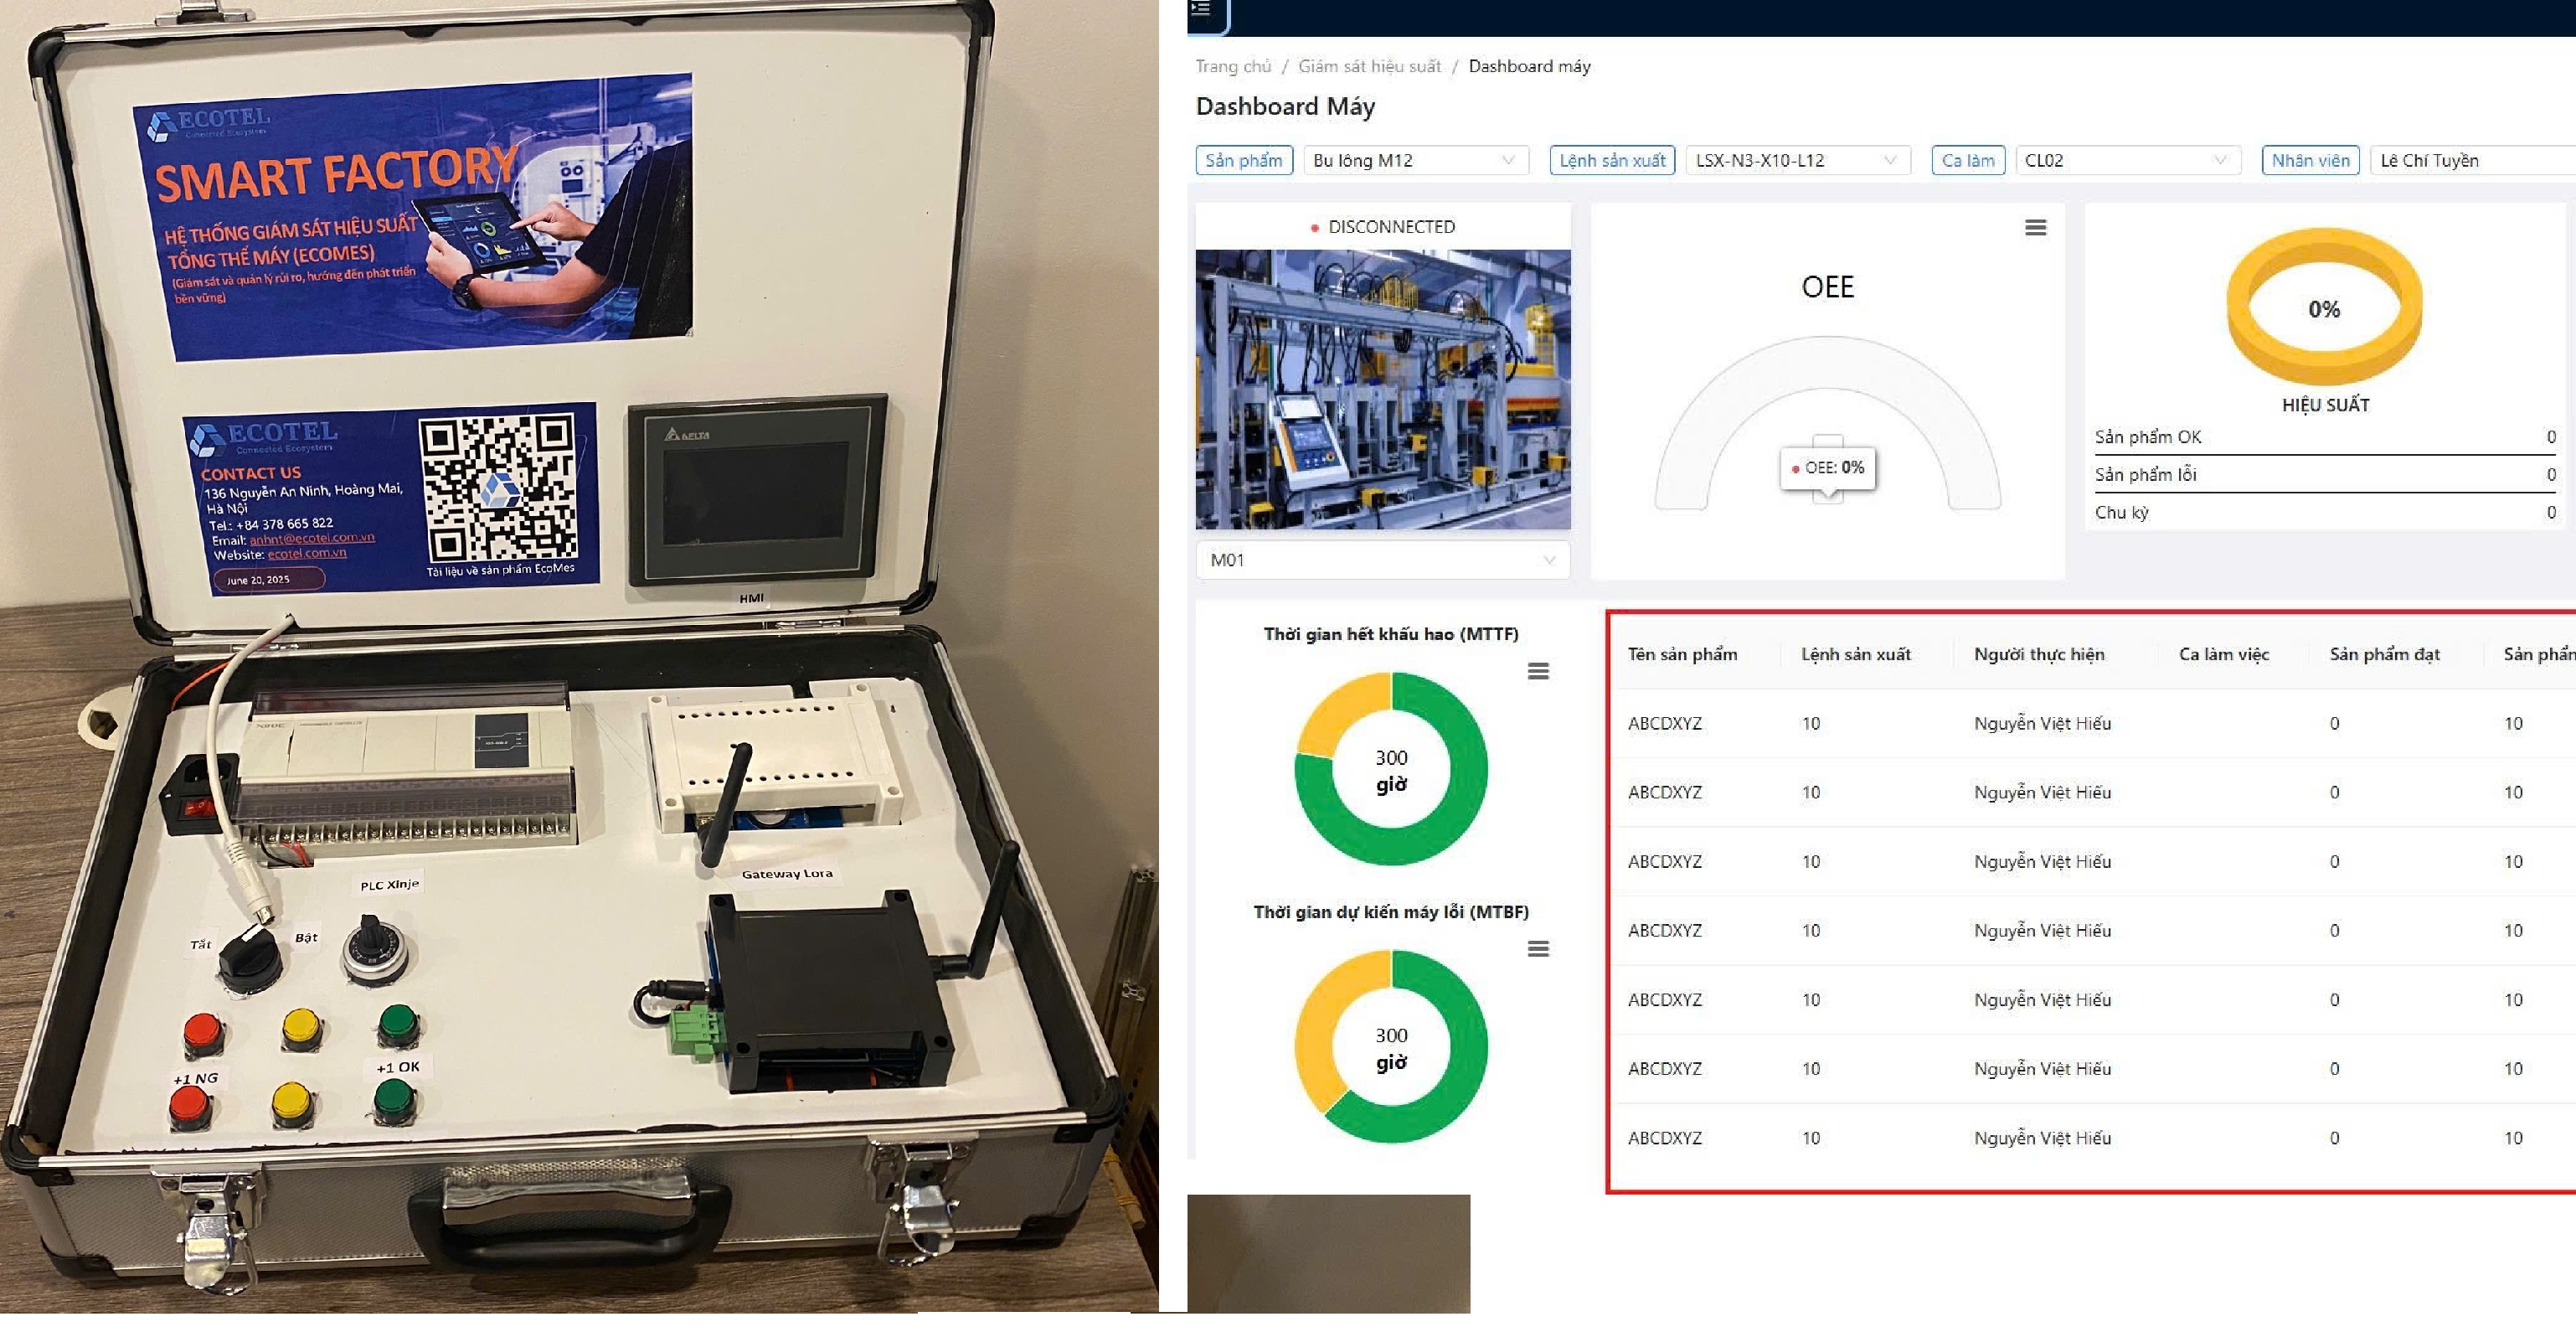 ECOTEL
Connected Ecosystem
SMART FACTORY
HỆ THỐNG GIÁM SÁT HIỆU SUẤT
TỔNG THỂ MÁY (ECOMES)
(Giám sát và quản lý rủi ro, hướng đến phát triển
bền vững)
ECOTEL
Connected Ecosystem
CONTACT US
136 Nguyễn An Ninh, Hoàng Mai,
Hà Nội
Tel.: +84 378 665 822
Email: anhnt@ecotel.com.vn
Website: ecotel.com.vn
June 20, 2025
Tài liệu về sản phẩm EcoMes
DELTA
HMI
PLC Xinje
Gateway Lora
Tắt
Bật
+1 NG
+1 OK
Trang chủ / Giám sát hiệu suất / Dashboard máy
Dashboard Máy
Sản phẩm Bu lông M12 Lệnh sản xuất LSX-N3-X10-L12 Ca làm CL02 Nhân viên Lê Chí Tuyền
DISCONNECTED
M01
OEE
OEE: 0%
0%
HIỆU SUẤT
Sản phẩm OK 0
Sản phẩm lỗi 0
Chu kỳ 0
Thời gian hết khấu hao (MTTF)
300
giờ
Thời gian dự kiến máy lỗi (MTBF)
300
giờ
Tên sản phẩm Lệnh sản xuất Người thực hiện Ca làm việc Sản phẩm đạt Sản phẩm
ABCDXYZ 10 Nguyễn Việt Hiếu 0 10
ABCDXYZ 10 Nguyễn Việt Hiếu 0 10
ABCDXYZ 10 Nguyễn Việt Hiếu 0 10
ABCDXYZ 10 Nguyễn Việt Hiếu 0 10
ABCDXYZ 10 Nguyễn Việt Hiếu 0 10
ABCDXYZ 10 Nguyễn Việt Hiếu 0 10
ABCDXYZ 10 Nguyễn Việt Hiếu 0 10